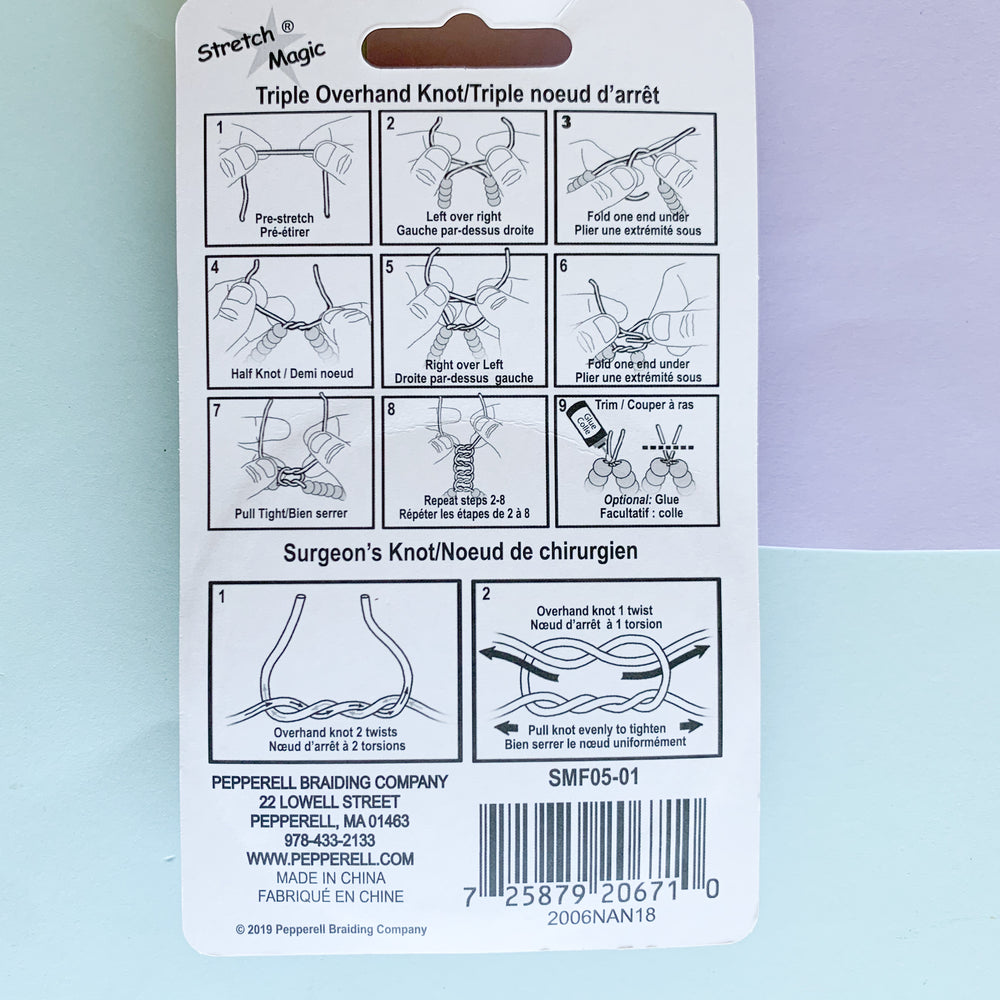 Stretch ®
Magic
Triple Overhand Knot/Triple noeud d'arrêt
1
Pre-stretch
Pré-étirer
2
Left over right
Gauche par-dessus droite
3
Fold one end under
Plier une extrémité sous
4
Half Knot / Demi noeud
5
Right over Left
Droite par-dessus gauche
6
Fold one end under
Plier une extrémité sous
7
Pull Tight/Bien serrer
8
Repeat steps 2-8
Répéter les étapes de 2 à 8
9
Trim / Couper à ras
Glue
Colle
Optional: Glue
Facultatif : colle
Surgeon's Knot/Noeud de chirurgien
1
Overhand knot 2 twists
Nœud d'arrêt à 2 torsions
2
Overhand knot 1 twist
Nœud d'arrêt à 1 torsion
Pull knot evenly to tighten
Bien serrer le nœud uniformément
PEPPERELL BRAIDING COMPANY
22 LOWELL STREET
PEPPERELL, MA 01463
978-433-2133
WWW.PEPPERELL.COM
MADE IN CHINA
FABRIQUÉ EN CHINE
© 2019 Pepperell Braiding Company
SMF05-01
7 25879 20671 0
2006NAN18